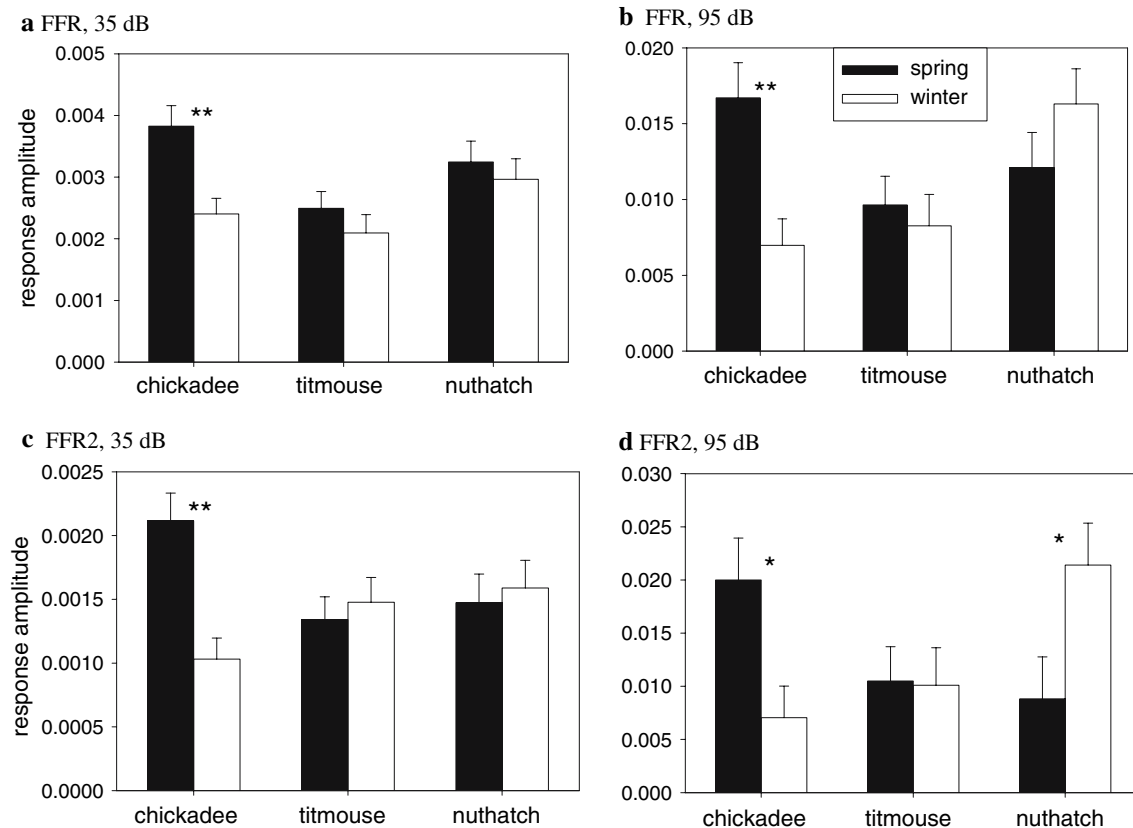 a FFR, 35 dB
0.005
0.004
0.003
0.002
0.001
0.000
response amplitude
**
chickadee titmouse nuthatch
b FFR, 95 dB
0.020
0.015
0.010
0.005
0.000
spring
winter
**
chickadee titmouse nuthatch
c FFR2, 35 dB
0.0025
0.0020
0.0015
0.0010
0.0005
0.0000
response amplitude
**
chickadee titmouse nuthatch
d FFR2, 95 dB
0.030
0.025
0.020
0.015
0.010
0.005
0.000
*
*
chickadee titmouse nuthatch